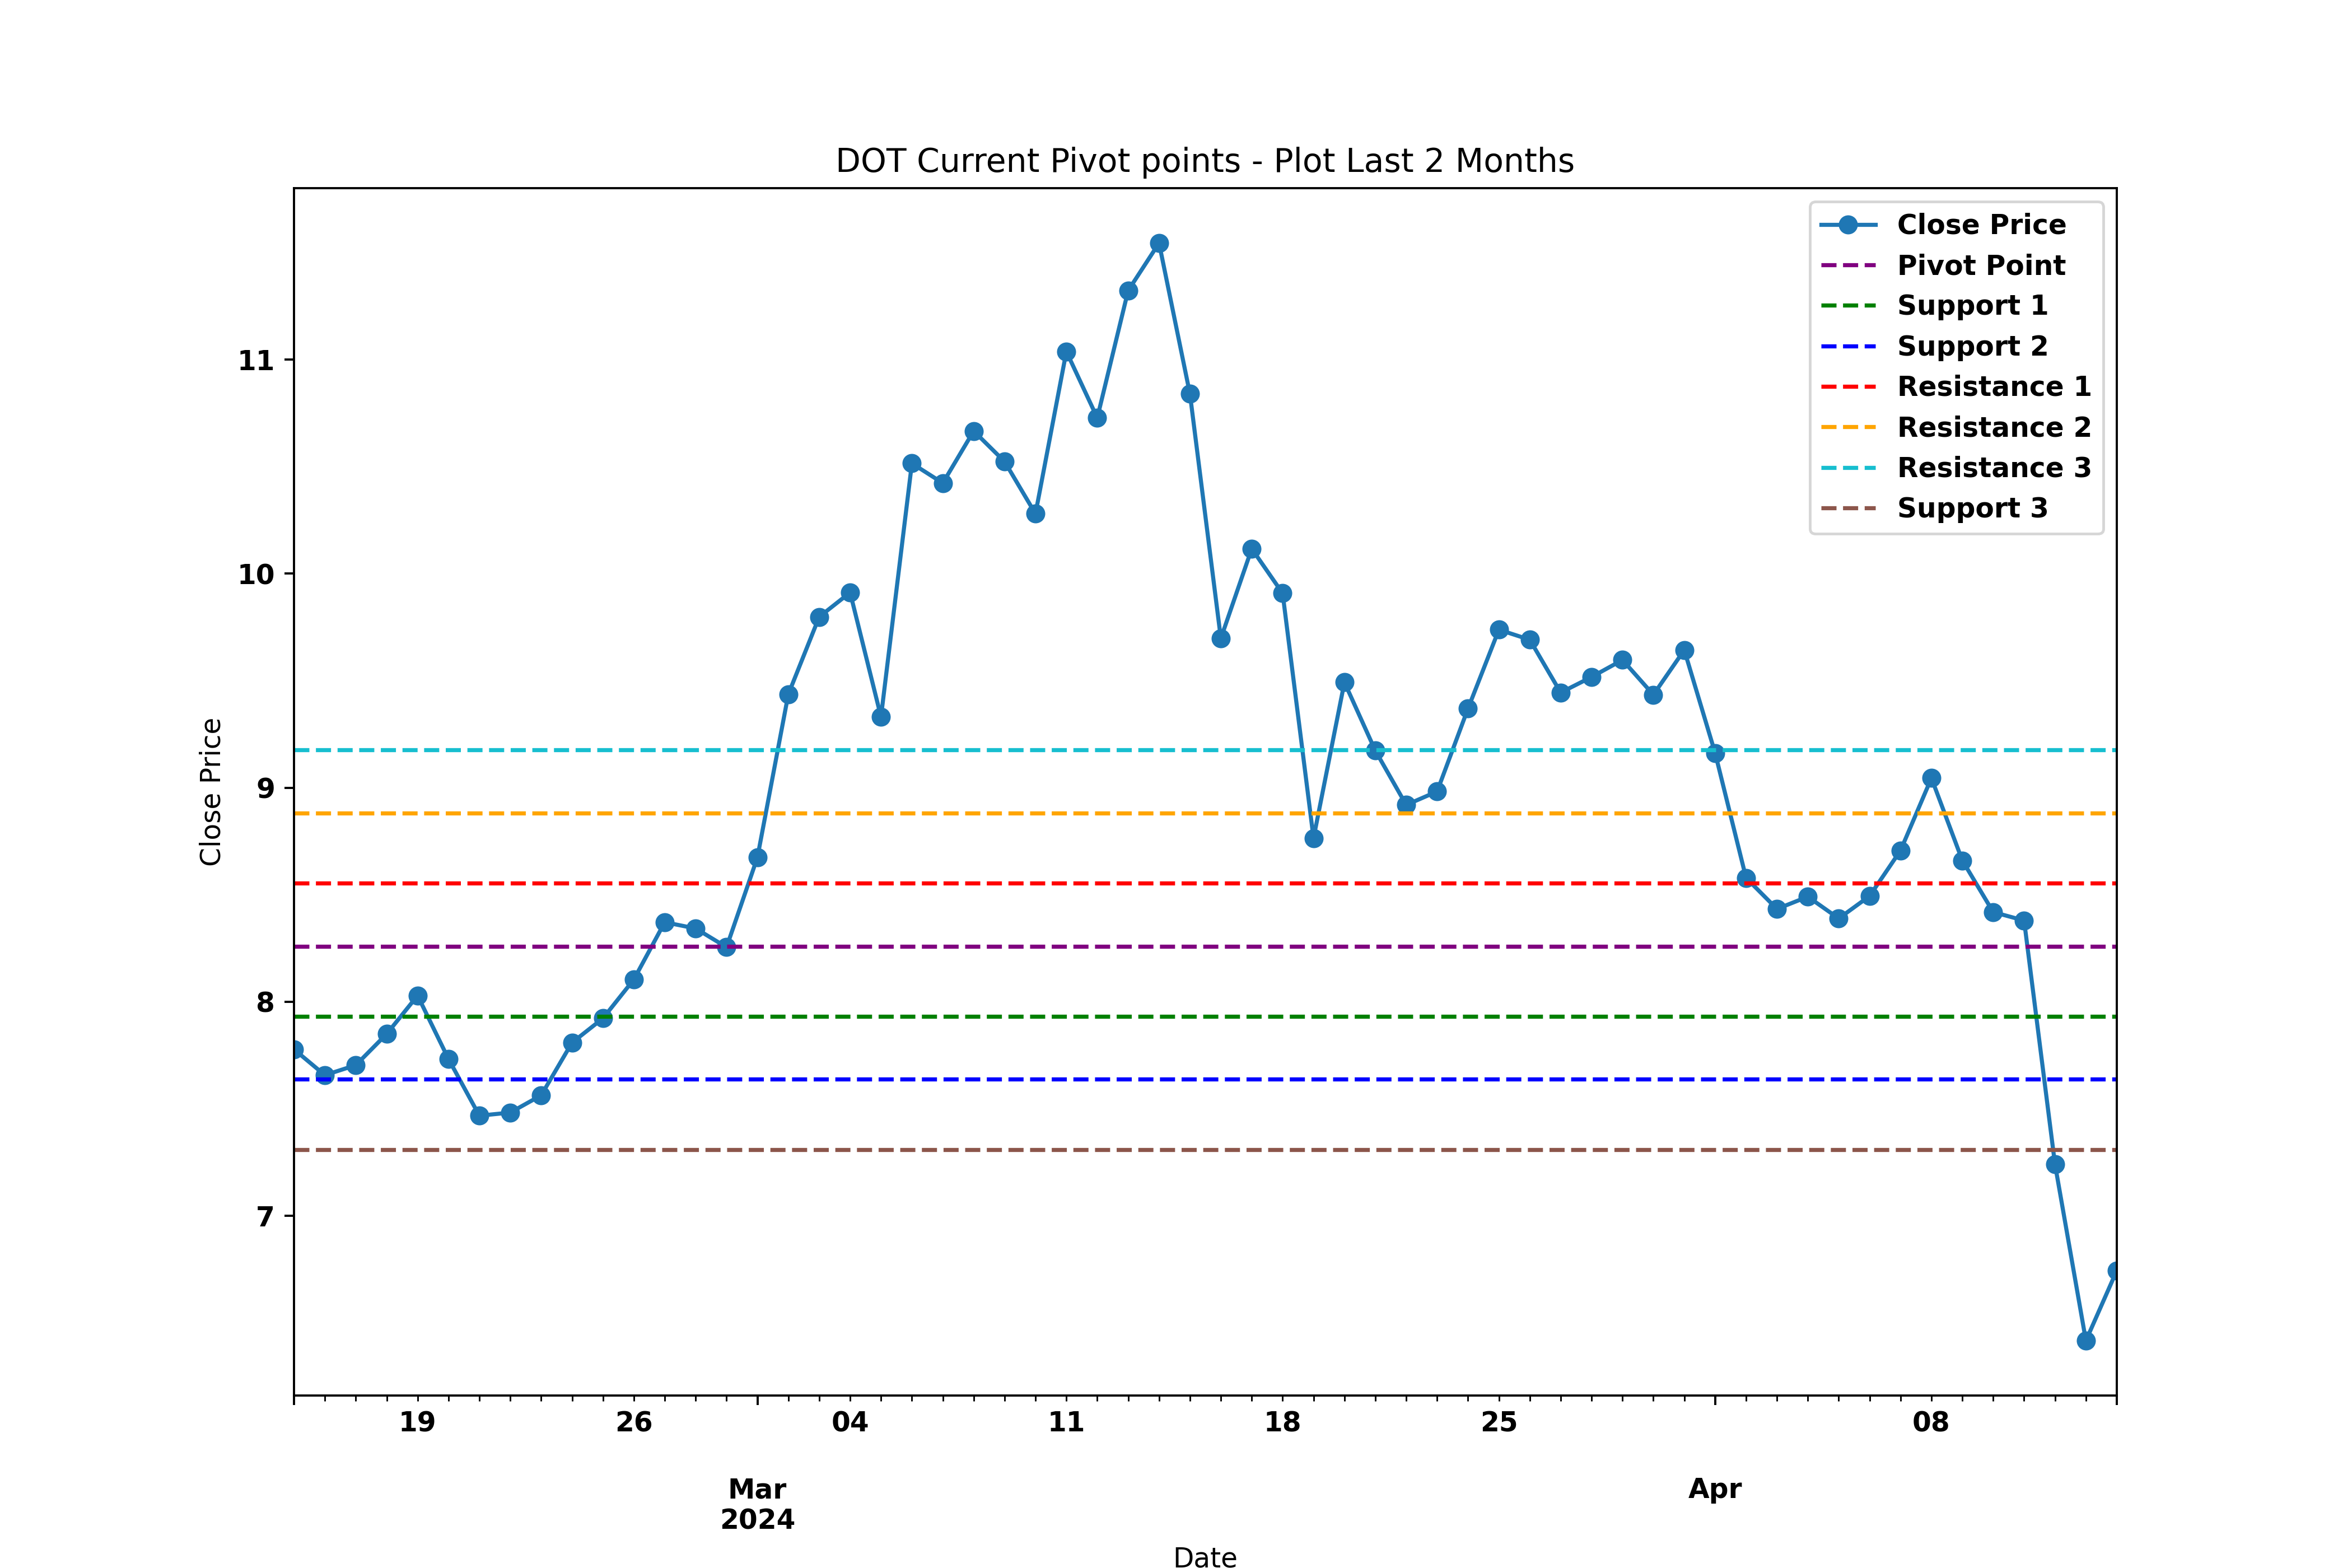 DOT Current Pivot points - Plot Last 2 Months
Close Price
Pivot Point
Support 1
Support 2
Resistance 1
Resistance 2
Resistance 3
Support 3
11
10
9
8
7
Close Price
19
26
04
11
18
25
08
Mar
2024
Apr
Date